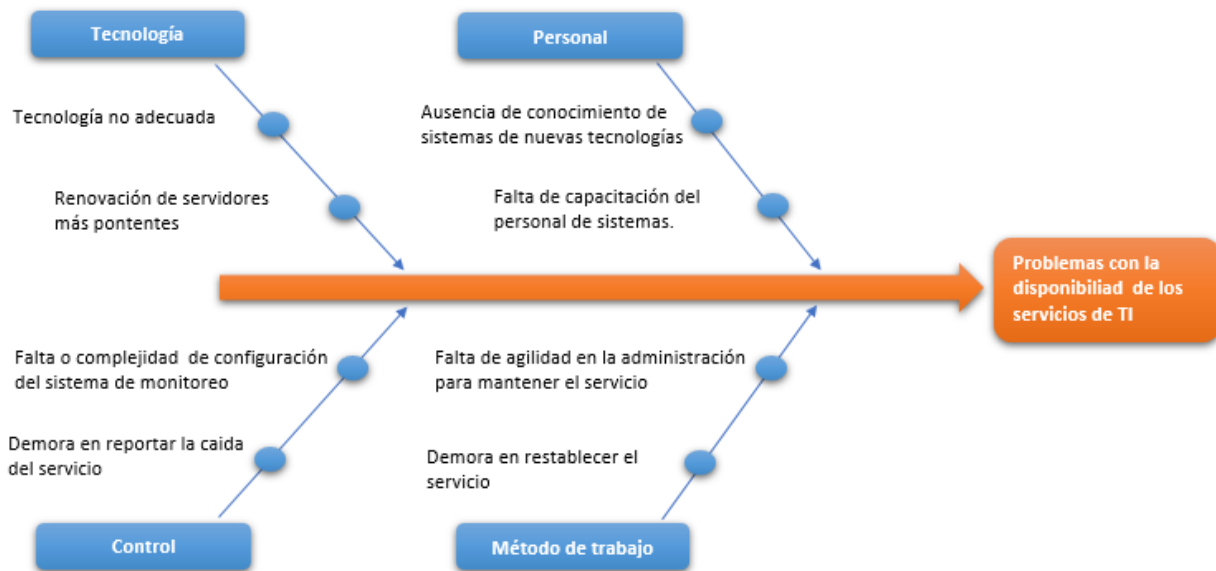 Tecnología
Personal
Tecnología no adecuada
Ausencia de conocimiento de
sistemas de nuevas tecnologías
Renovación de servidores
más pontentes
Falta de capacitación del
personal de sistemas.
Problemas con la
disponibiliad de los
servicios de TI
Falta o complejidad de configuración
del sistema de monitoreo
Falta de agilidad en la administración
para mantener el servicio
Demora en reportar la caida
del servicio
Demora en restablecer el
servicio
Control
Método de trabajo